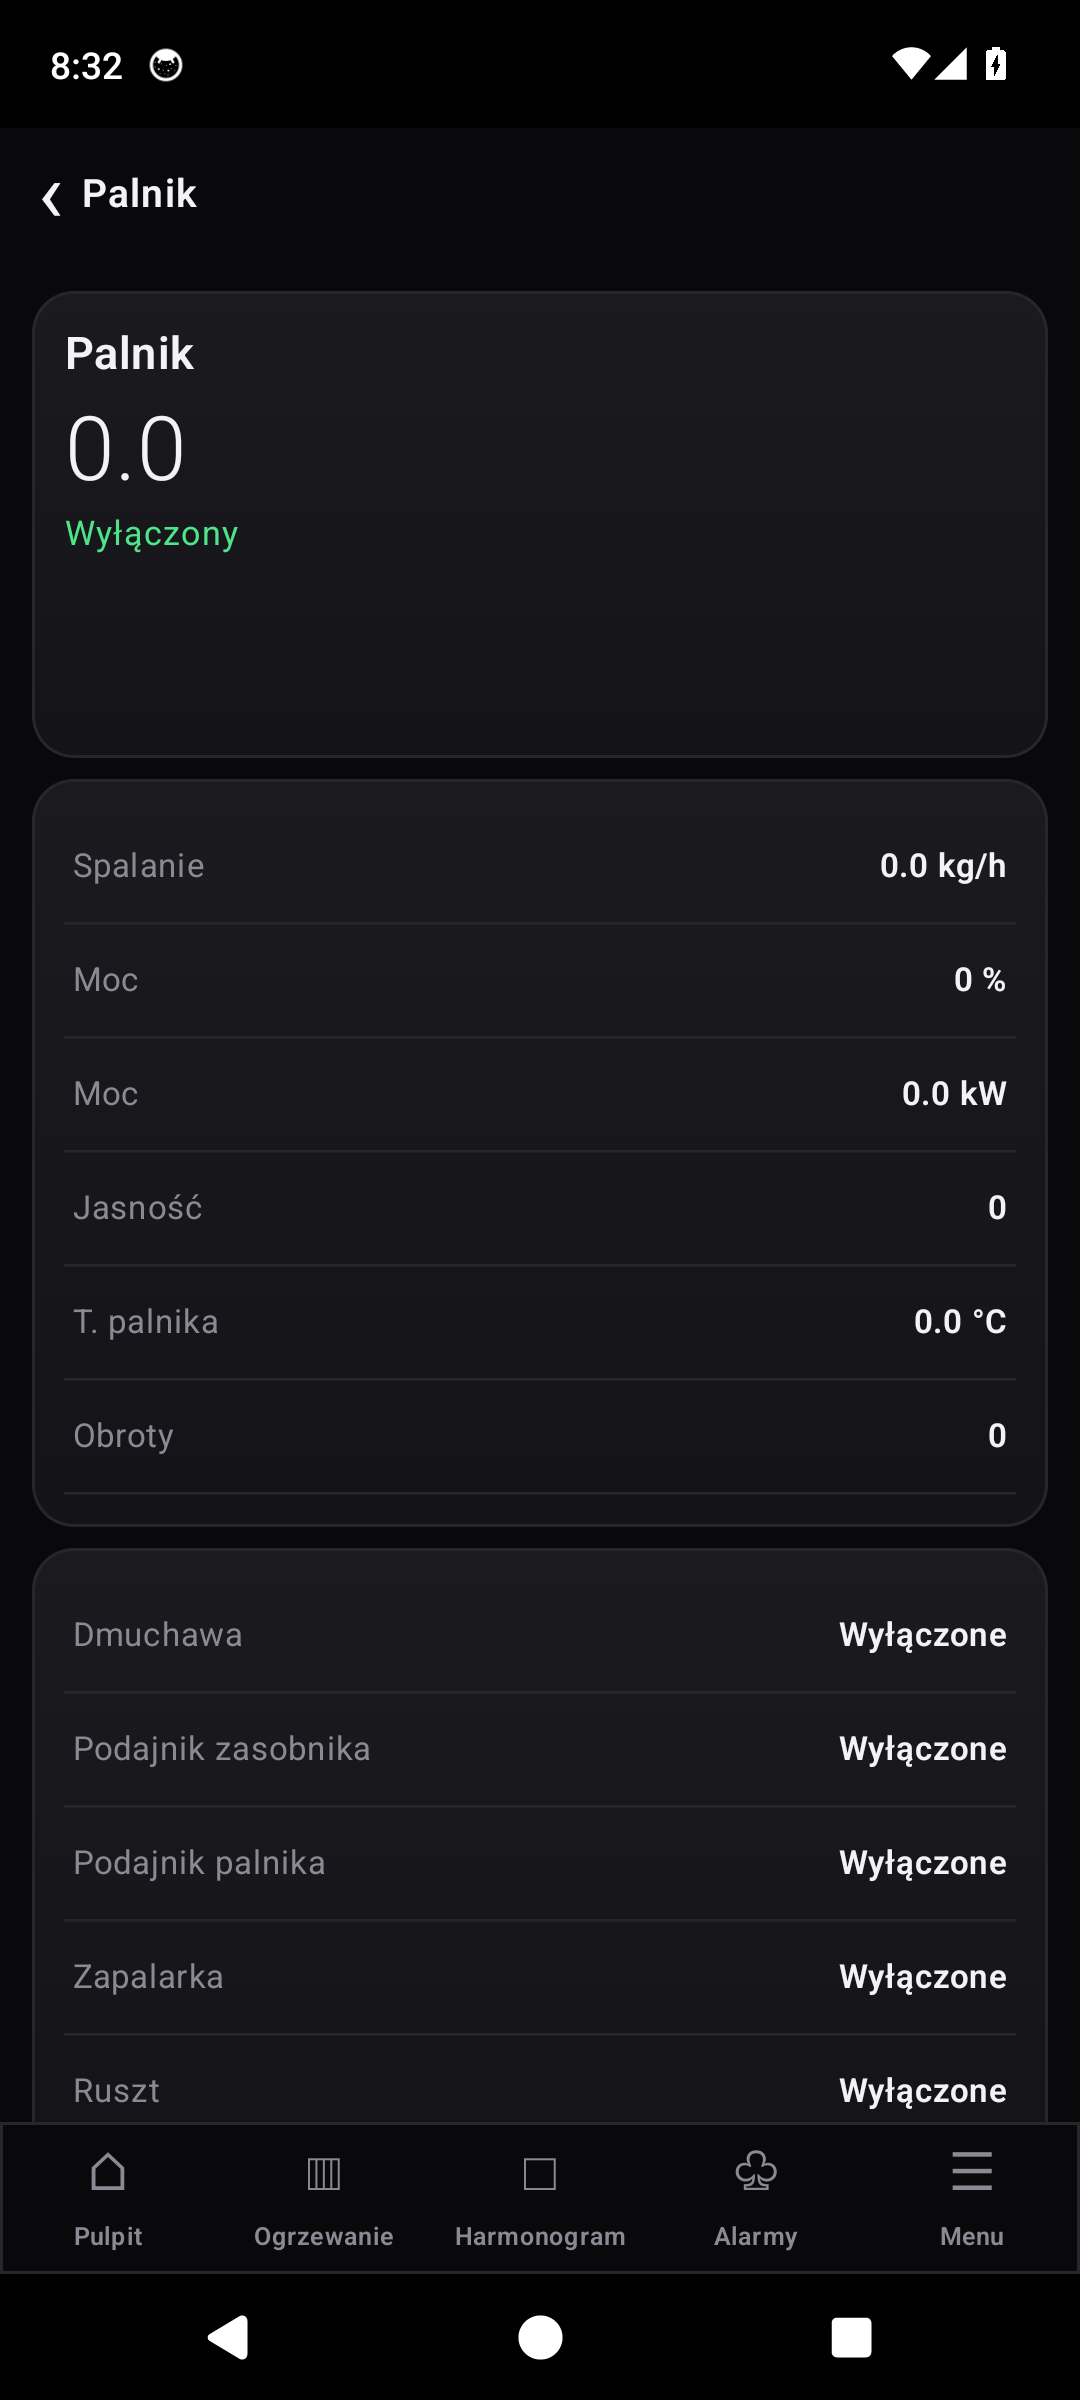 8:32
Palnik
Palnik
0.0
Wyłączony
Spalanie 0.0 kg/h
Moc 0 %
Moc 0.0 kW
Jasność 0
T. palnika 0.0 °C
Obroty 0
Dmuchawa Wyłączone
Podajnik zasobnika Wyłączone
Podajnik palnika Wyłączone
Zapalarka Wyłączone
Ruszt Wyłączone
Pulpit Ogrzewanie Harmonogram Alarmy Menu